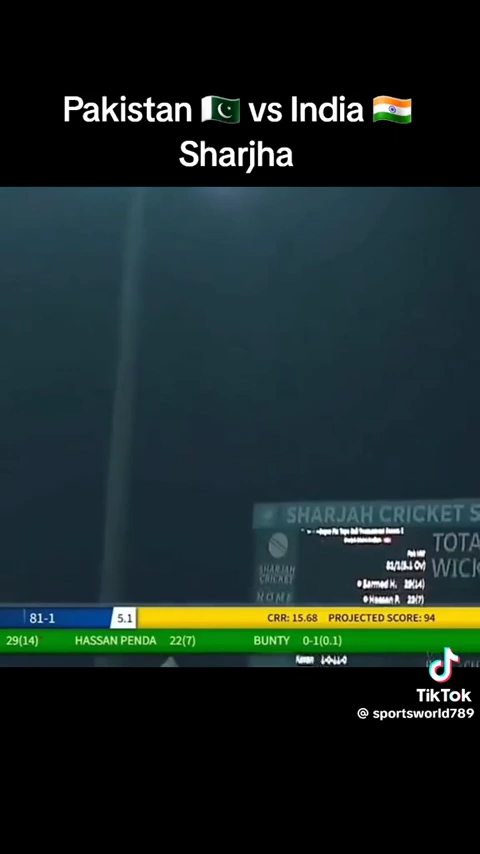 Pakistan 🇵🇰 vs India 🇮🇳
Sharjha
SHARJAH CRICKET S
TOTA
WICK
81/1(5.1 Ov)
SHARJAH
CRICKET
Sarmed H. 29(14)
HOME
Hassan P. 22(7)
81-1 5.1 CRR: 15.68 PROJECTED SCORE: 94
29(14) HASSAN PENDA 22(7) BUNTY 0-1(0.1)
TikTok
@ sportsworld789